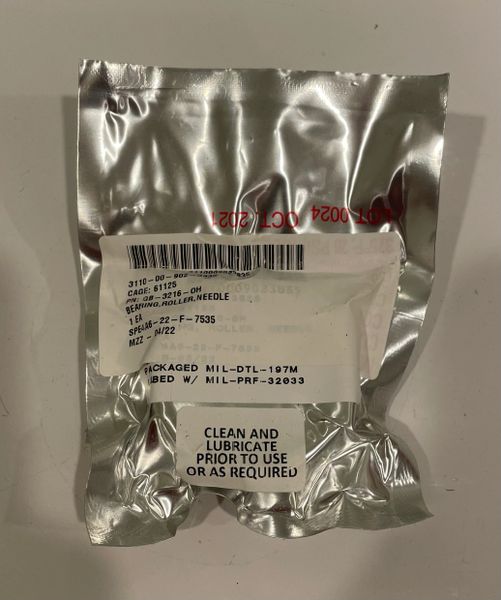 LOT 0024 OCT. 2021
3110-00-902-
CAGE: 61125
PN: GB-3216-OH
BEARING,ROLLER,NEEDLE
1 EA
22-F-7535
MZZ - 04/22
PACKAGED MIL-DTL-197M
LUBED W/ MIL-PRF-32033
CLEAN AND
LUBRICATE
PRIOR TO USE
OR AS REQUIRED